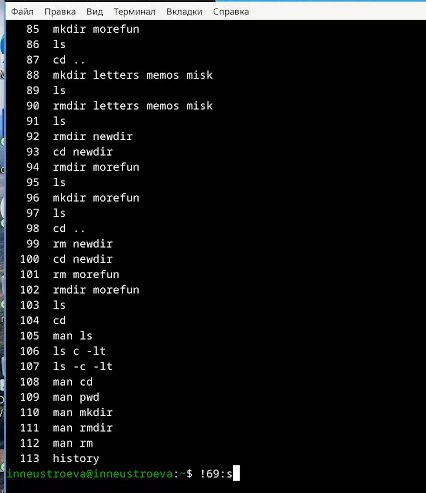 Файл Правка Вид Терминал Вкладки Справка
85 mkdir morefun
86 ls
87 cd ..
88 mkdir letters memos misk
89 ls
90 rmdir letters memos misk
91 ls
92 rmdir newdir
93 cd newdir
94 rmdir morefun
95 ls
96 mkdir morefun
97 ls
98 cd ..
99 rm newdir
100 cd newdir
101 rm morefun
102 rmdir morefun
103 ls
104 cd
105 man ls
106 ls c -lt
107 ls -c -lt
108 man cd
109 man pwd
110 man mkdir
111 man rmdir
112 man rm
113 history
inneustroeva@inneustroeva:~$ !69:s